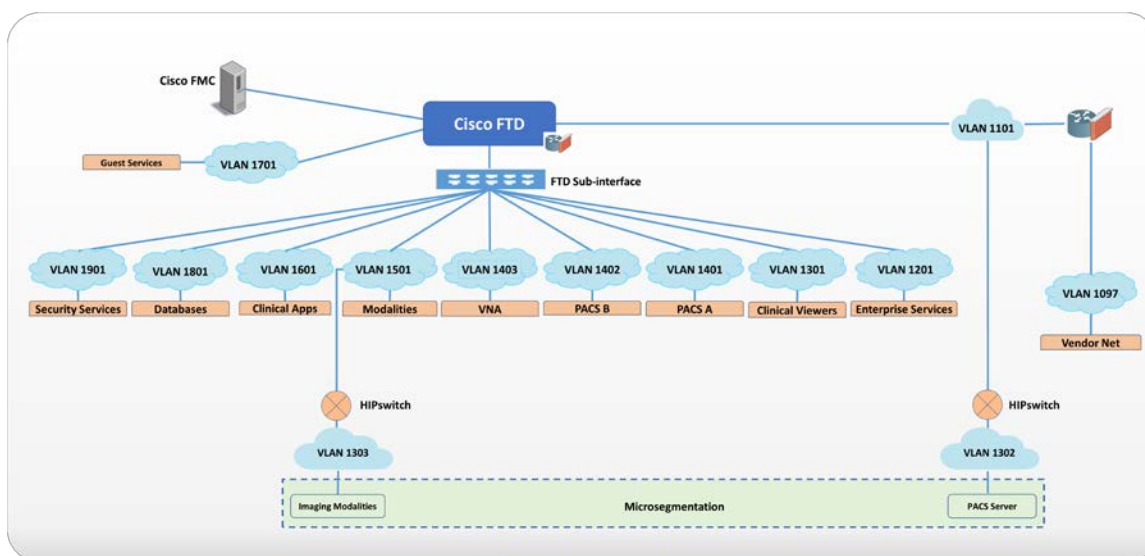 Cisco FMC
Cisco FTD
VLAN 1101
Guest Services
VLAN 1701
FTD Sub-interface
VLAN 1901
VLAN 1801
VLAN 1601
VLAN 1501
VLAN 1403
VLAN 1402
VLAN 1401
VLAN 1301
VLAN 1201
VLAN 1097
Security Services
Databases
Clinical Apps
Modalities
VNA
PACS B
PACS A
Clinical Viewers
Enterprise Services
Vendor Net
HIPswitch
HIPswitch
VLAN 1303
VLAN 1302
Imaging Modalities
Microsegmentation
PACS Server